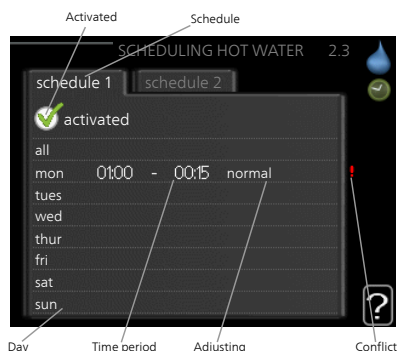 Activated Schedule
SCHEDULING HOT WATER 2.3
schedule 1 schedule 2
activated
all
mon 01:00 - 00:15 normal !
tues
wed
thur
fri
sat
sun
?
Day Time period Adjusting Conflict